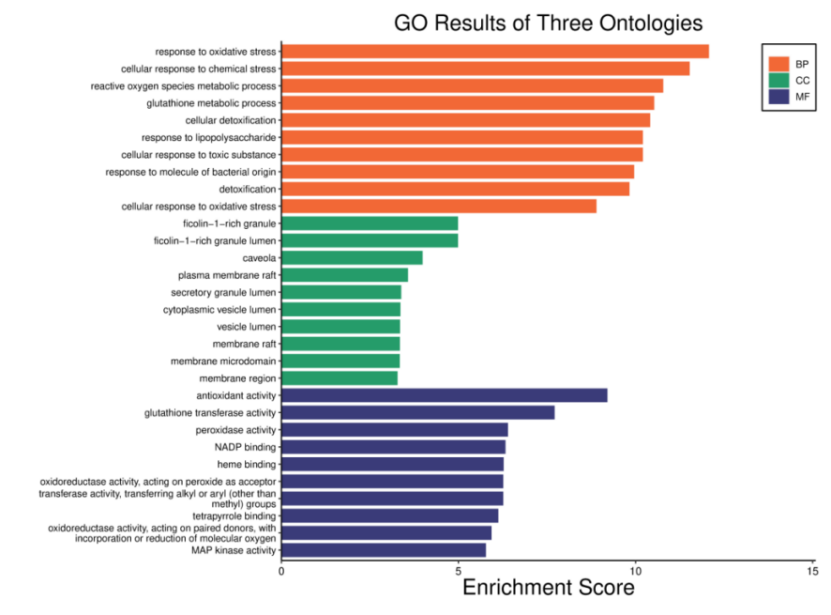 GO Results of Three Ontologies
response to oxidative stress
cellular response to chemical stress
reactive oxygen species metabolic process
glutathione metabolic process
cellular detoxification
response to lipopolysaccharide
cellular response to toxic substance
response to molecule of bacterial origin
detoxification
cellular response to oxidative stress
ficolin−1−rich granule
ficolin−1−rich granule lumen
caveola
plasma membrane raft
secretory granule lumen
cytoplasmic vesicle lumen
vesicle lumen
membrane raft
membrane microdomain
membrane region
antioxidant activity
glutathione transferase activity
peroxidase activity
NADP binding
heme binding
oxidoreductase activity, acting on peroxide as acceptor
transferase activity, transferring alkyl or aryl (other than
methyl) groups
tetrapyrrole binding
oxidoreductase activity, acting on paired donors, with
incorporation or reduction of molecular oxygen
MAP kinase activity
BP
CC
MF
0 5 10 15
Enrichment Score